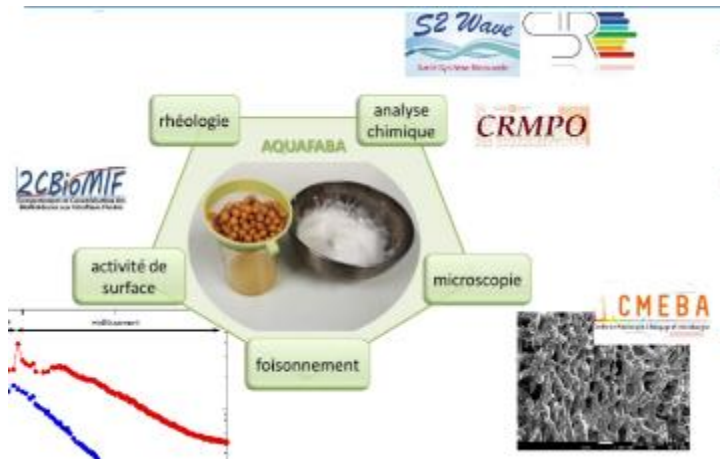 S2 Wave
rhéologie
analyse
chimique
CRMPO
AQUAFABA
2CBioMIF
activité de
surface
microscopie
CMEBA
foisonnement